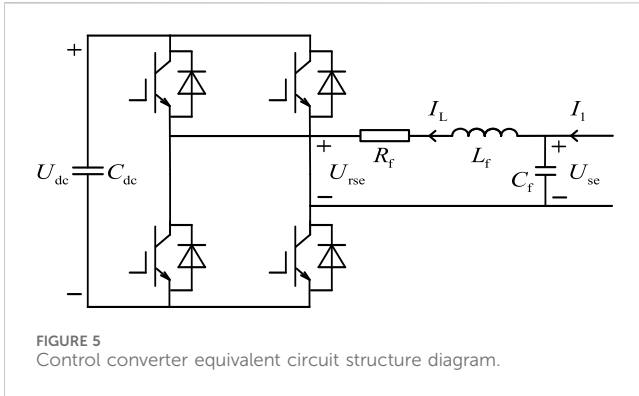 +
I_L
I_1
+
R_f
L_f
+
U_dc
C_dc
U_rse
C_f
U_se
−
−
−
FIGURE 5
Control converter equivalent circuit structure diagram.